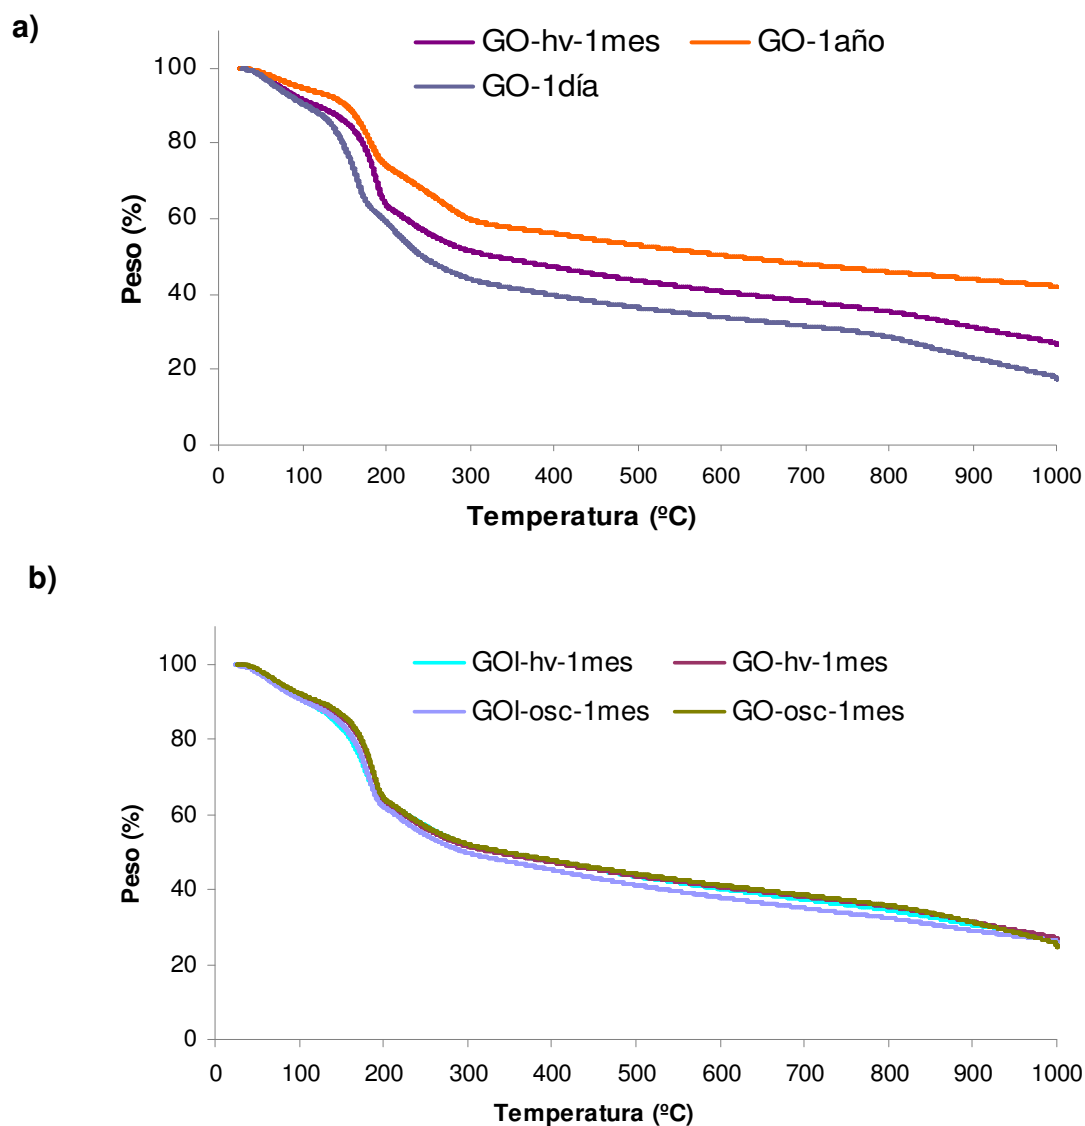 a)
GO-hv-1mes GO-1año
GO-1día
100
80
60
40
20
0
Peso (%)
0 100 200 300 400 500 600 700 800 900 1000
Temperatura (ºC)
b)
GOI-hv-1mes GO-hv-1mes
GOI-osc-1mes GO-osc-1mes
100
80
60
40
20
0
Peso (%)
0 100 200 300 400 500 600 700 800 900 1000
Temperatura (ºC)